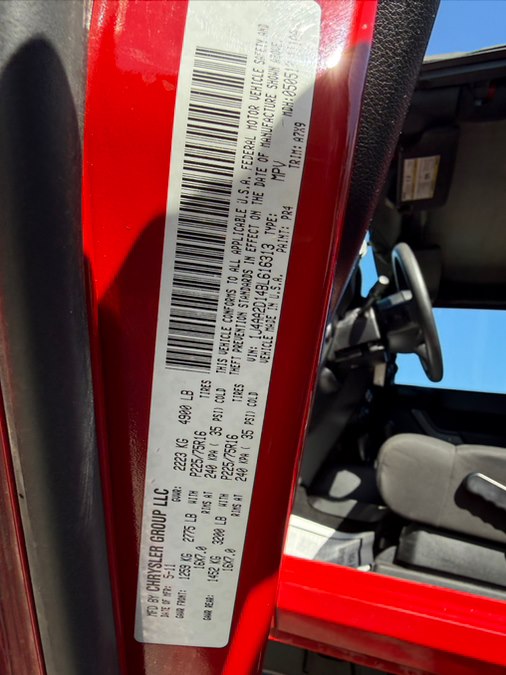 MFD BY CHRYSLER GROUP LLC
DATE OF MFR: 5-11 GVWR: 2223 KG 4900 LB
GAWR FRONT: 1259 KG 2775 LB WITH P225/75R16 TIRES
16X7.0 RIMS AT 240 KPA ( 35 PSI) COLD
GAWR REAR: 1452 KG 3200 LB WITH P225/75R16 TIRES
16X7.0 RIMS AT 240 KPA ( 35 PSI) COLD
THIS VEHICLE CONFORMS TO ALL APPLICABLE U.S.A. FEDERAL MOTOR VEHICLE SAFETY AND
THEFT PREVENTION STANDARDS IN EFFECT ON THE DATE OF MANUFACTURE SHOWN ABOVE.
VIN: 1J4AA2D14BL616313 TYPE: MPV MDH:
VEHICLE MADE IN U.S.A. PAINT: PR4 TRIM: A7X9